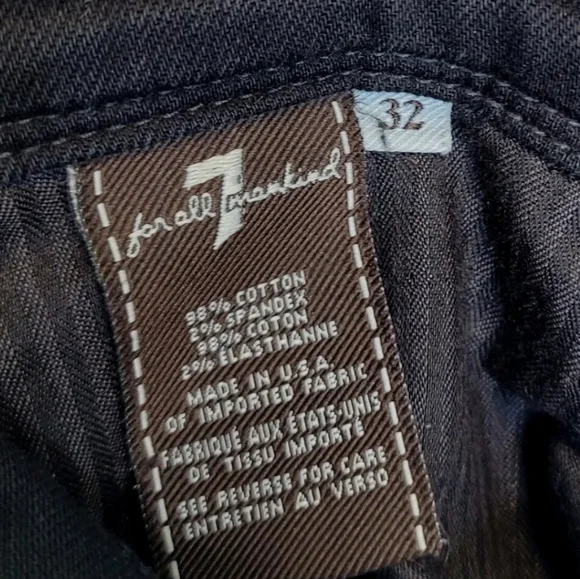 32
for all 7 mankind
98% COTTON
2% SPANDEX
98% COTON
2% ELASTHANNE
MADE IN U.S.A.
OF IMPORTED FABRIC
FABRIQUÉ AUX ÉTATS-UNIS
DE TISSU IMPORTÉ
SEE REVERSE FOR CARE
ENTRETIEN AU VERSO